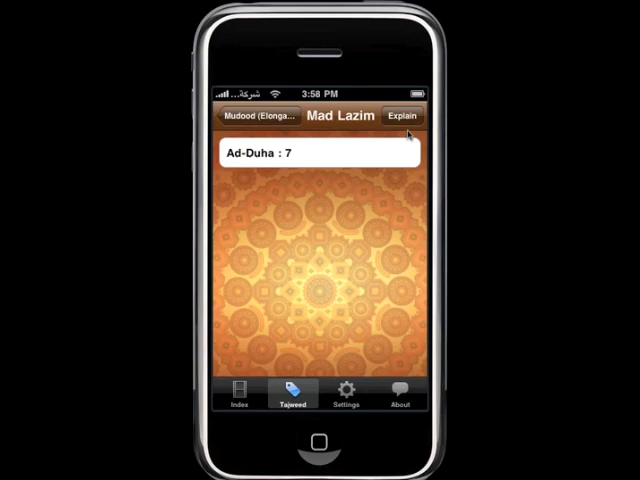 شركة... 3:58 PM
Mudood (Elonga... Mad Lazim Explain
Ad-Duha : 7
Index Tajweed Settings About